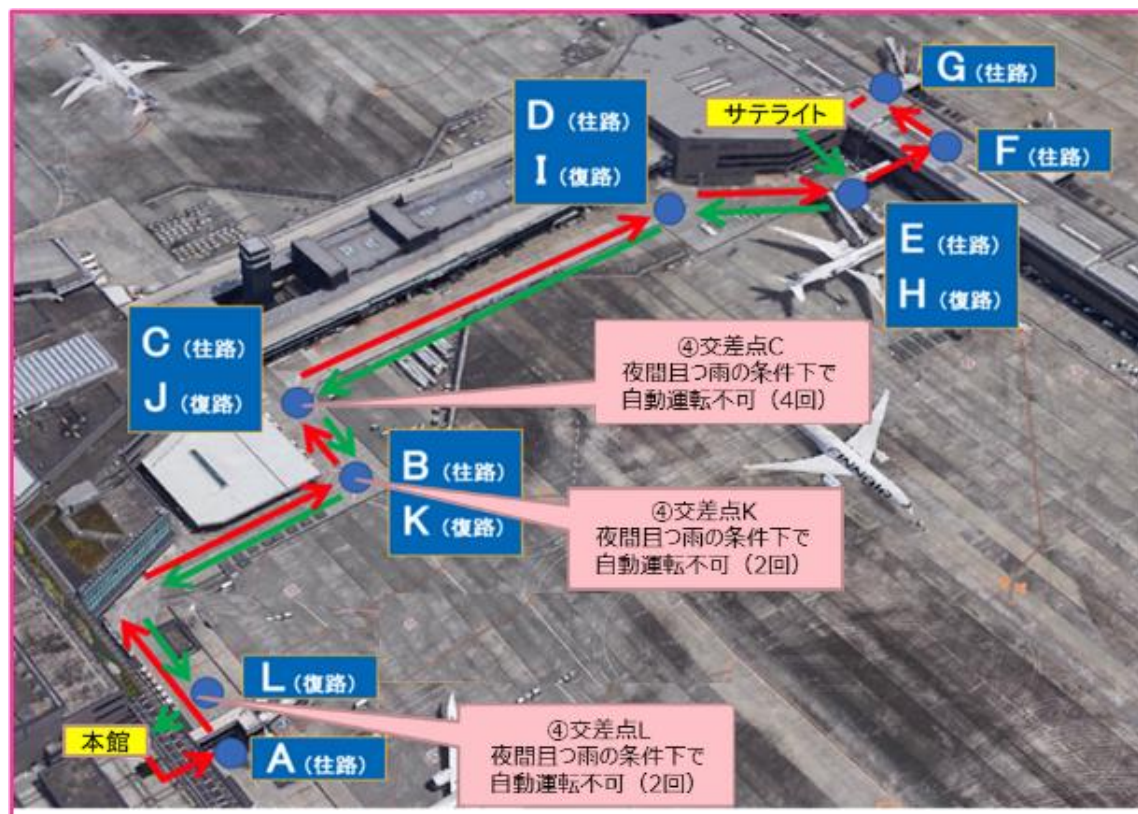 G (往路)
D (往路)
I (復路)
サテライト
F (往路)
E (往路)
H (復路)
C (往路)
J (復路)
④交差点C
夜間且つ雨の条件下で
自動運転不可（4回）
B (往路)
K (復路)
④交差点K
夜間且つ雨の条件下で
自動運転不可（2回）
FINNAIR
L (復路)
④交差点L
夜間且つ雨の条件下で
自動運転不可（2回）
本館
A (往路)